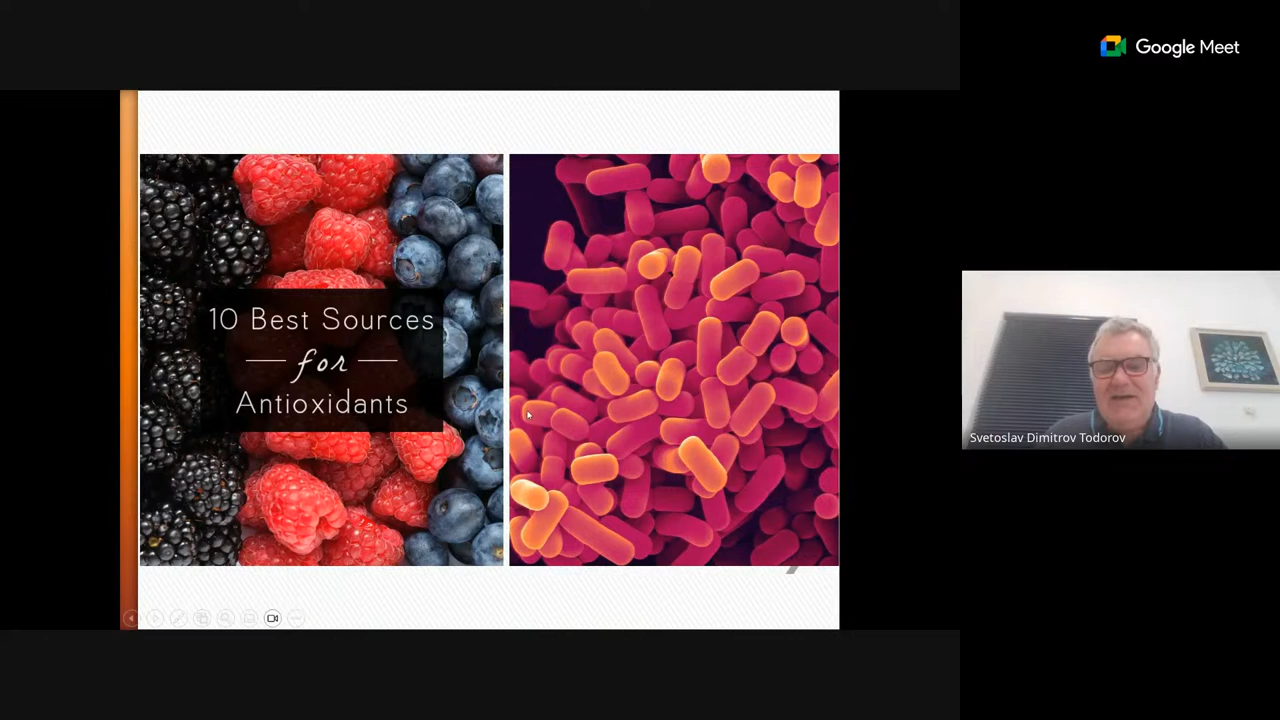 Google Meet
10 Best Sources
for
Antioxidants
Svetoslav Dimitrov Todorov